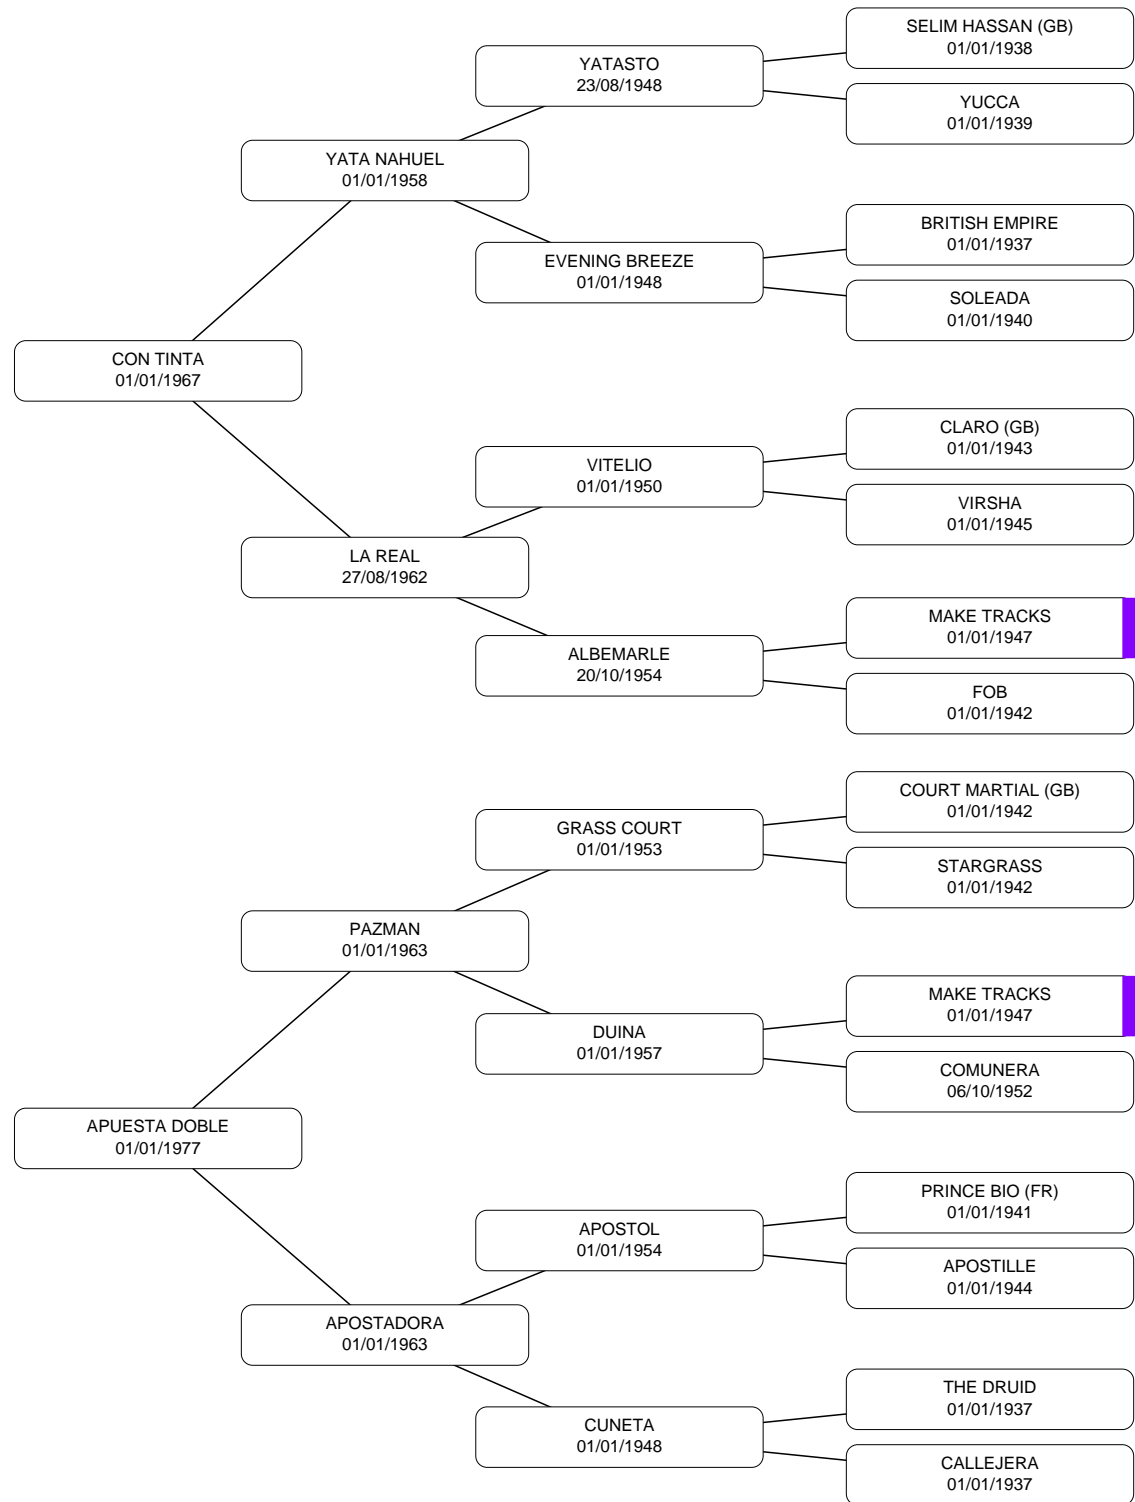 SELIM HASSAN (GB)
01/01/1938
YATASTO
23/08/1948
YUCCA
01/01/1939
YATA NAHUEL
01/01/1958
BRITISH EMPIRE
01/01/1937
EVENING BREEZE
01/01/1948
SOLEADA
01/01/1940
CON TINTA
01/01/1967
CLARO (GB)
01/01/1943
VITELIO
01/01/1950
VIRSHA
01/01/1945
LA REAL
27/08/1962
MAKE TRACKS
01/01/1947
ALBEMARLE
20/10/1954
FOB
01/01/1942
COURT MARTIAL (GB)
01/01/1942
GRASS COURT
01/01/1953
STARGRASS
01/01/1942
PAZMAN
01/01/1963
MAKE TRACKS
01/01/1947
DUINA
01/01/1957
COMUNERA
06/10/1952
APUESTA DOBLE
01/01/1977
PRINCE BIO (FR)
01/01/1941
APOSTOL
01/01/1954
APOSTILLE
01/01/1944
APOSTADORA
01/01/1963
THE DRUID
01/01/1937
CUNETA
01/01/1948
CALLEJERA
01/01/1937